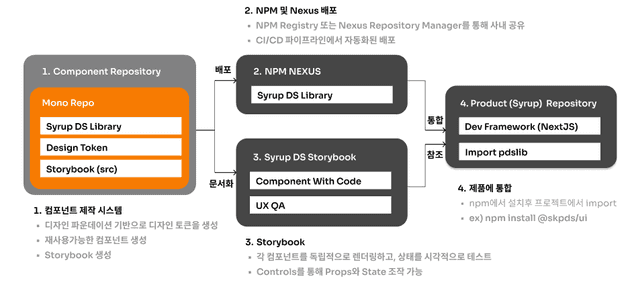 2. NPM 및 Nexus 배포
• NPM Registry 또는 Nexus Repository Manager를 통해 사내 공유
• CI/CD 파이프라인에서 자동화된 배포
1. Component Repository
Mono Repo
Syrup DS Library
Design Token
Storybook (src)
배포
문서화
2. NPM NEXUS
Syrup DS Library
3. Syrup DS Storybook
Component With Code
UX QA
통합
참조
4. Product (Syrup) Repository
Dev Framework (NextJS)
Import pdslib
1. 컴포넌트 제작 시스템
• 디자인 파운데이션 기반으로 디자인 토큰을 생성
• 재사용가능한 컴포넌트 생성
• Storybook 생성
3. Storybook
• 각 컴포넌트를 독립적으로 렌더링하고, 상태를 시각적으로 테스트
• Controls를 통해 Props와 State 조작 가능
4. 제품에 통합
• npm에서 설치후 프로젝트에서 import
• ex) npm install @skpds/ui